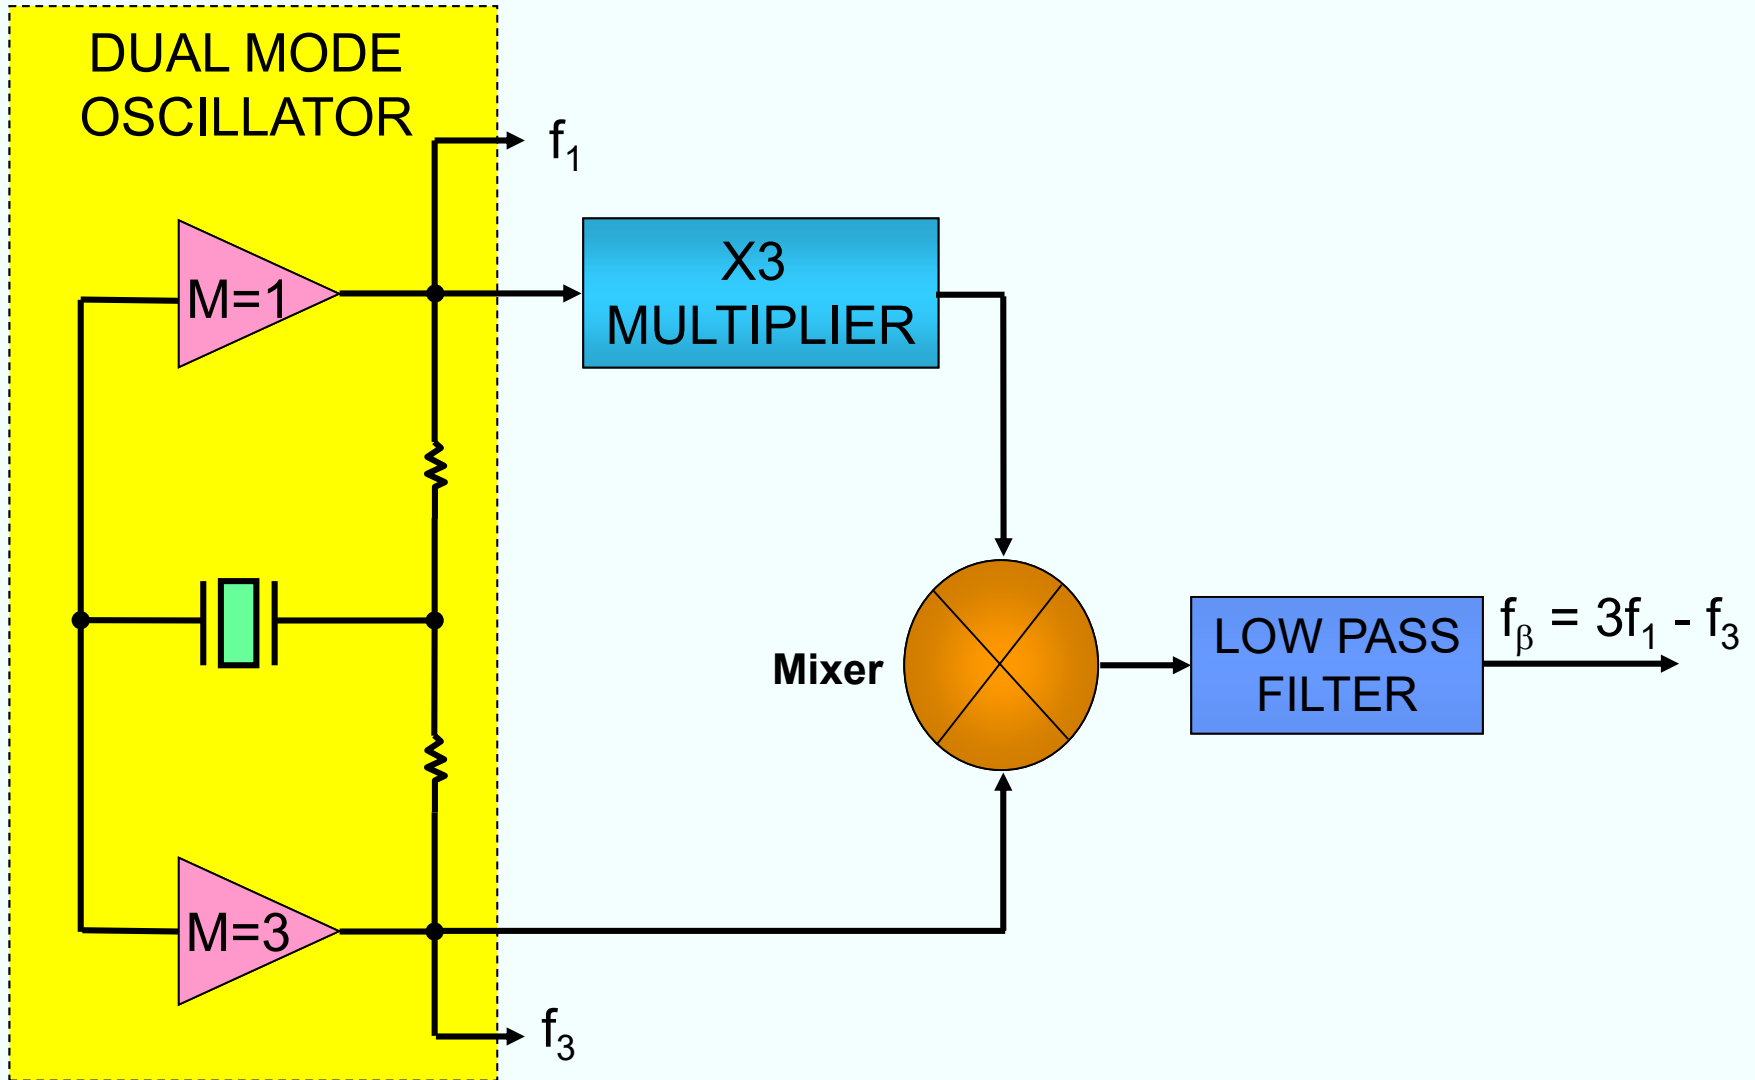 DUAL MODE
OSCILLATOR
f₁
M=1
X3
MULTIPLIER
Mixer
LOW PASS
FILTER
fᵦ = 3f₁ - f₃
M=3
f₃